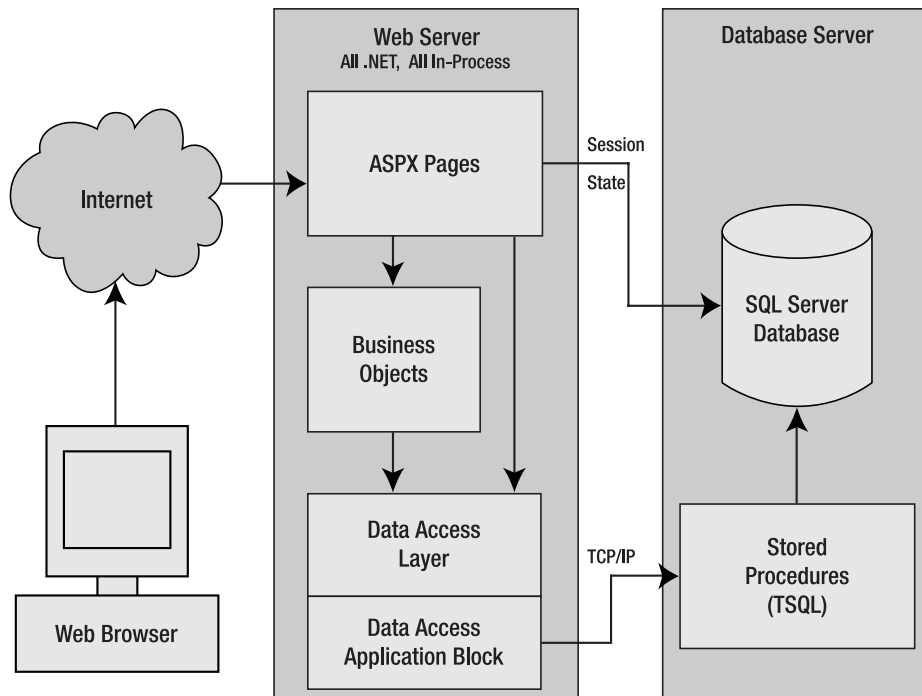 Web Server
All .NET, All In-Process
Database Server
ASPX Pages
Session
State
Internet
SQL Server
Database
Business
Objects
Data Access
Layer
TCP/IP
Stored
Procedures
(TSQL)
Web Browser
Data Access
Application Block